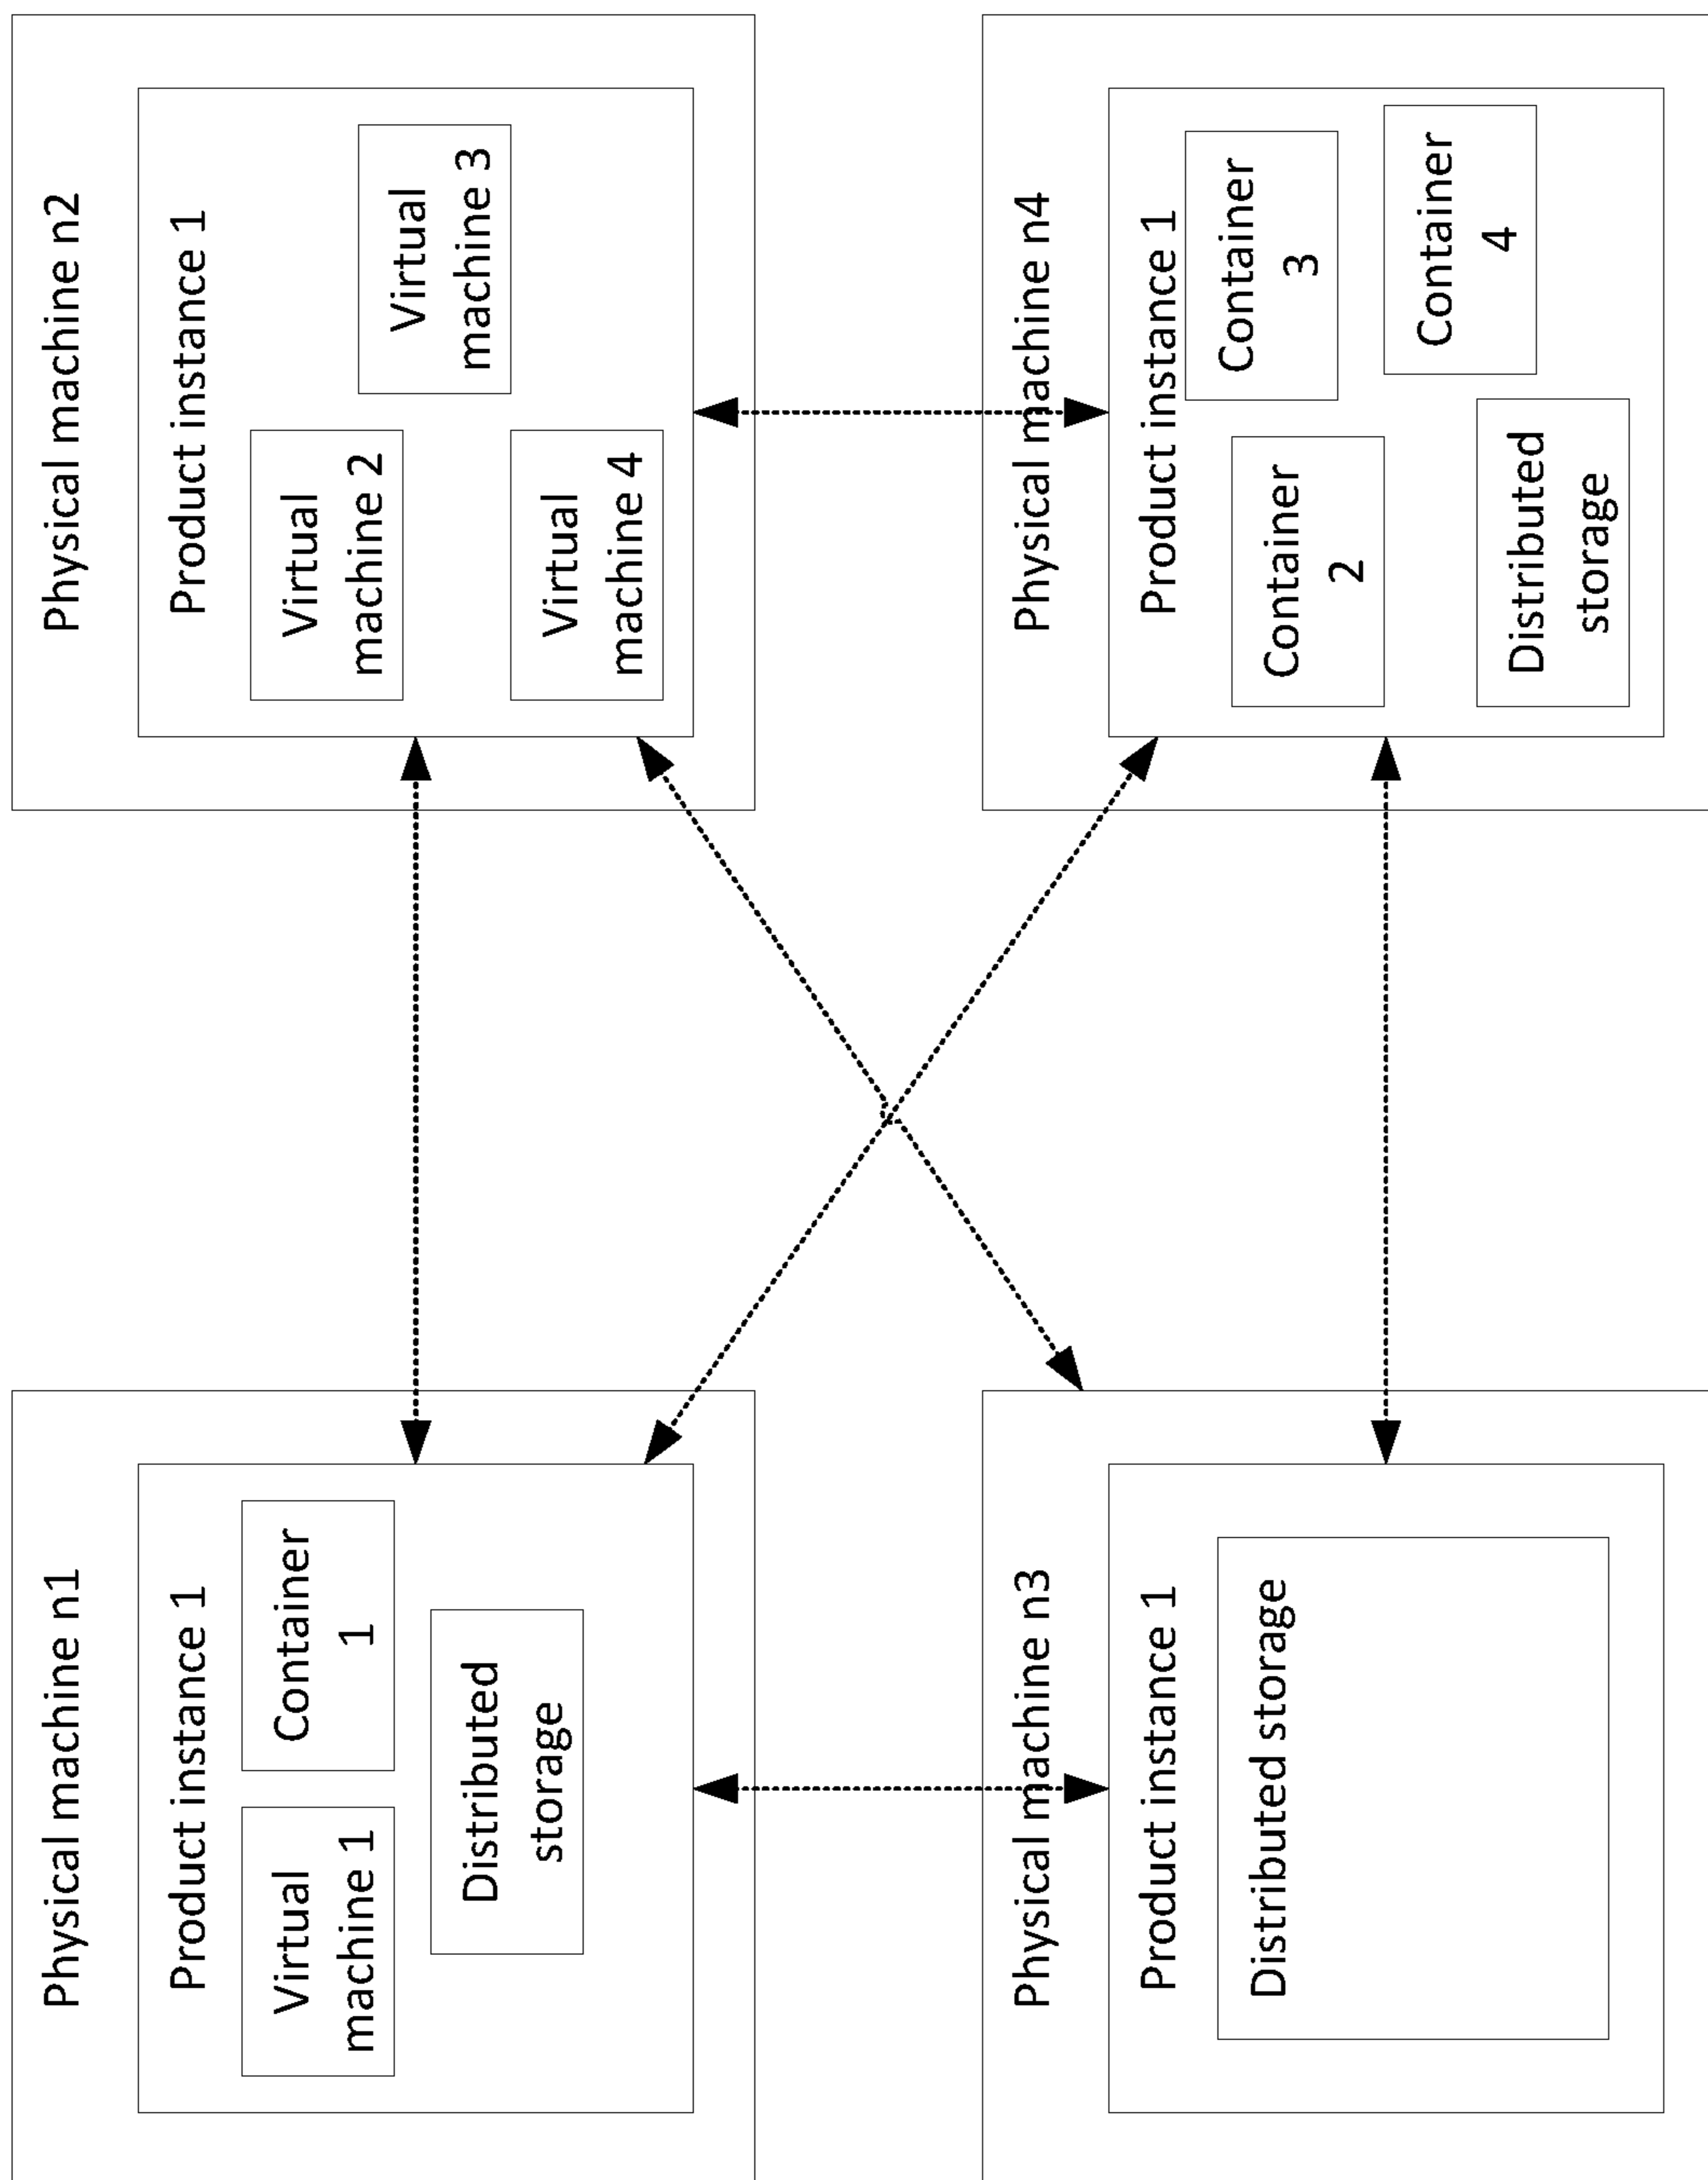 Physical machine n1
Product instance 1
Virtual
machine 1
Container
1
Distributed
storage
Physical machine n2
Product instance 1
Virtual
machine 2
Virtual
machine 3
Virtual
machine 4
Physical machine n3
Product instance 1
Distributed storage
Physical machine n4
Product instance 1
Container
2
Container
3
Distributed
storage
Container
4